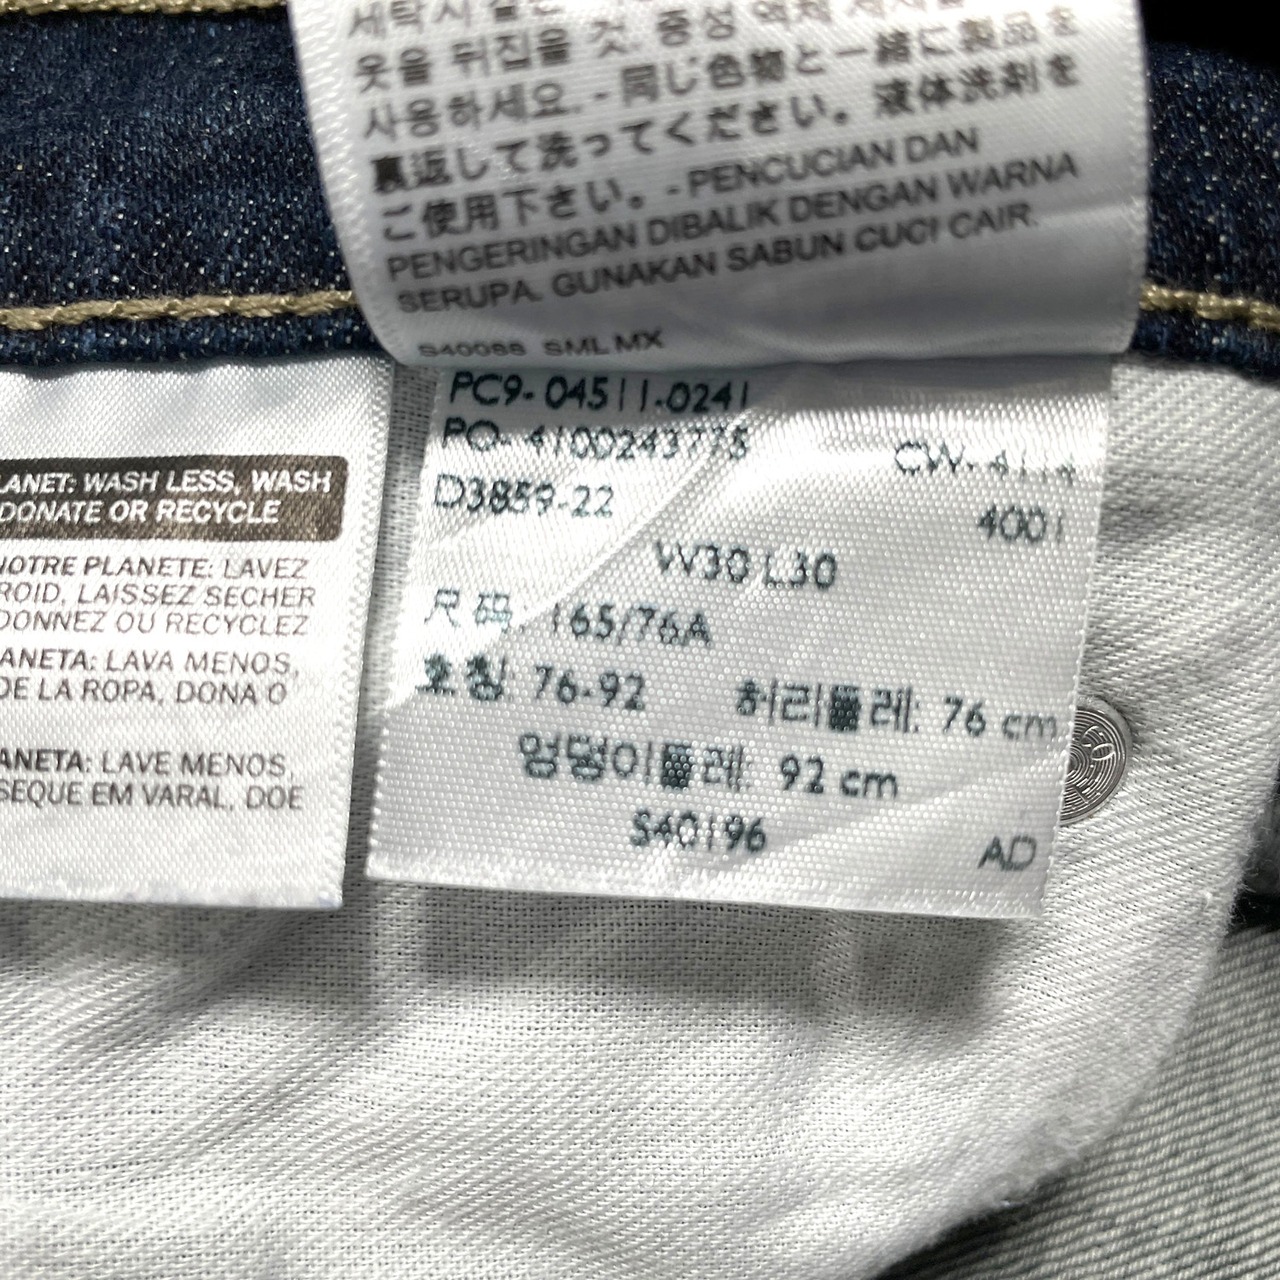 옷을 뒤집을 것. 중성 액체 세제를
사용하세요. - 同じ色物と一緒に製品を
裏返して洗ってください。液体洗剤を
ご使用下さい。 - PENCUCIAN DAN
PENGERINGAN DIBALIK DENGAN WARNA
SERUPA. GUNAKAN SABUN CUCI CAIR.
S40088 SML MX
LANET: WASH LESS, WASH
DONATE OR RECYCLE
NOTRE PLANETE: LAVEZ
ROID, LAISSEZ SECHER
DONNEZ OU RECYCLEZ
ANETA: LAVA MENOS,
DE LA ROPA, DONA O
ANETA: LAVE MENOS,
SEQUE EM VARAL, DOE
PC9-04511-0241
PO-4100243775
CW-4114
D3859-22
4001
W30 L30
尺码: 165/76A
호칭: 76-92 허리둘레: 76 cm
엉덩이둘레: 92 cm
S40196
AD